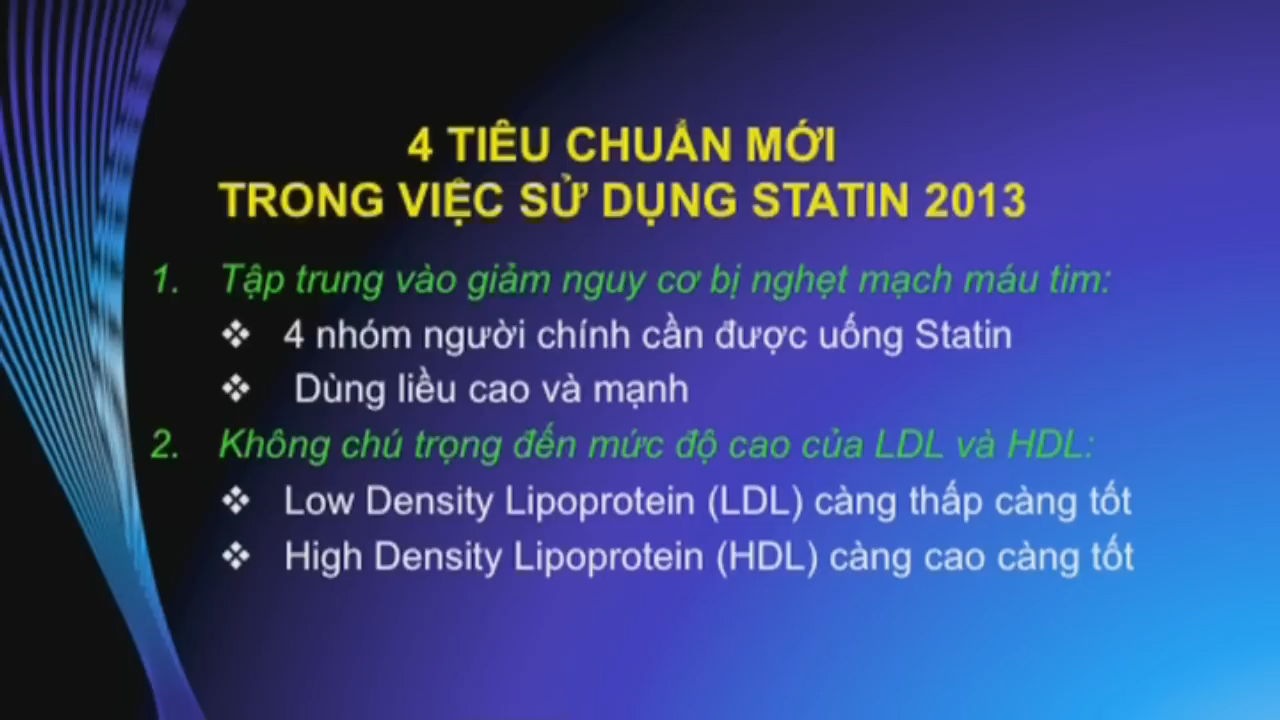 4 TIÊU CHUẨN MỚI
TRONG VIỆC SỬ DỤNG STATIN 2013
1. Tập trung vào giảm nguy cơ bị nghẹt mạch máu tim:
❖ 4 nhóm người chính cần được uống Statin
❖ Dùng liều cao và mạnh
2. Không chú trọng đến mức độ cao của LDL và HDL:
❖ Low Density Lipoprotein (LDL) càng thấp càng tốt
❖ High Density Lipoprotein (HDL) càng cao càng tốt